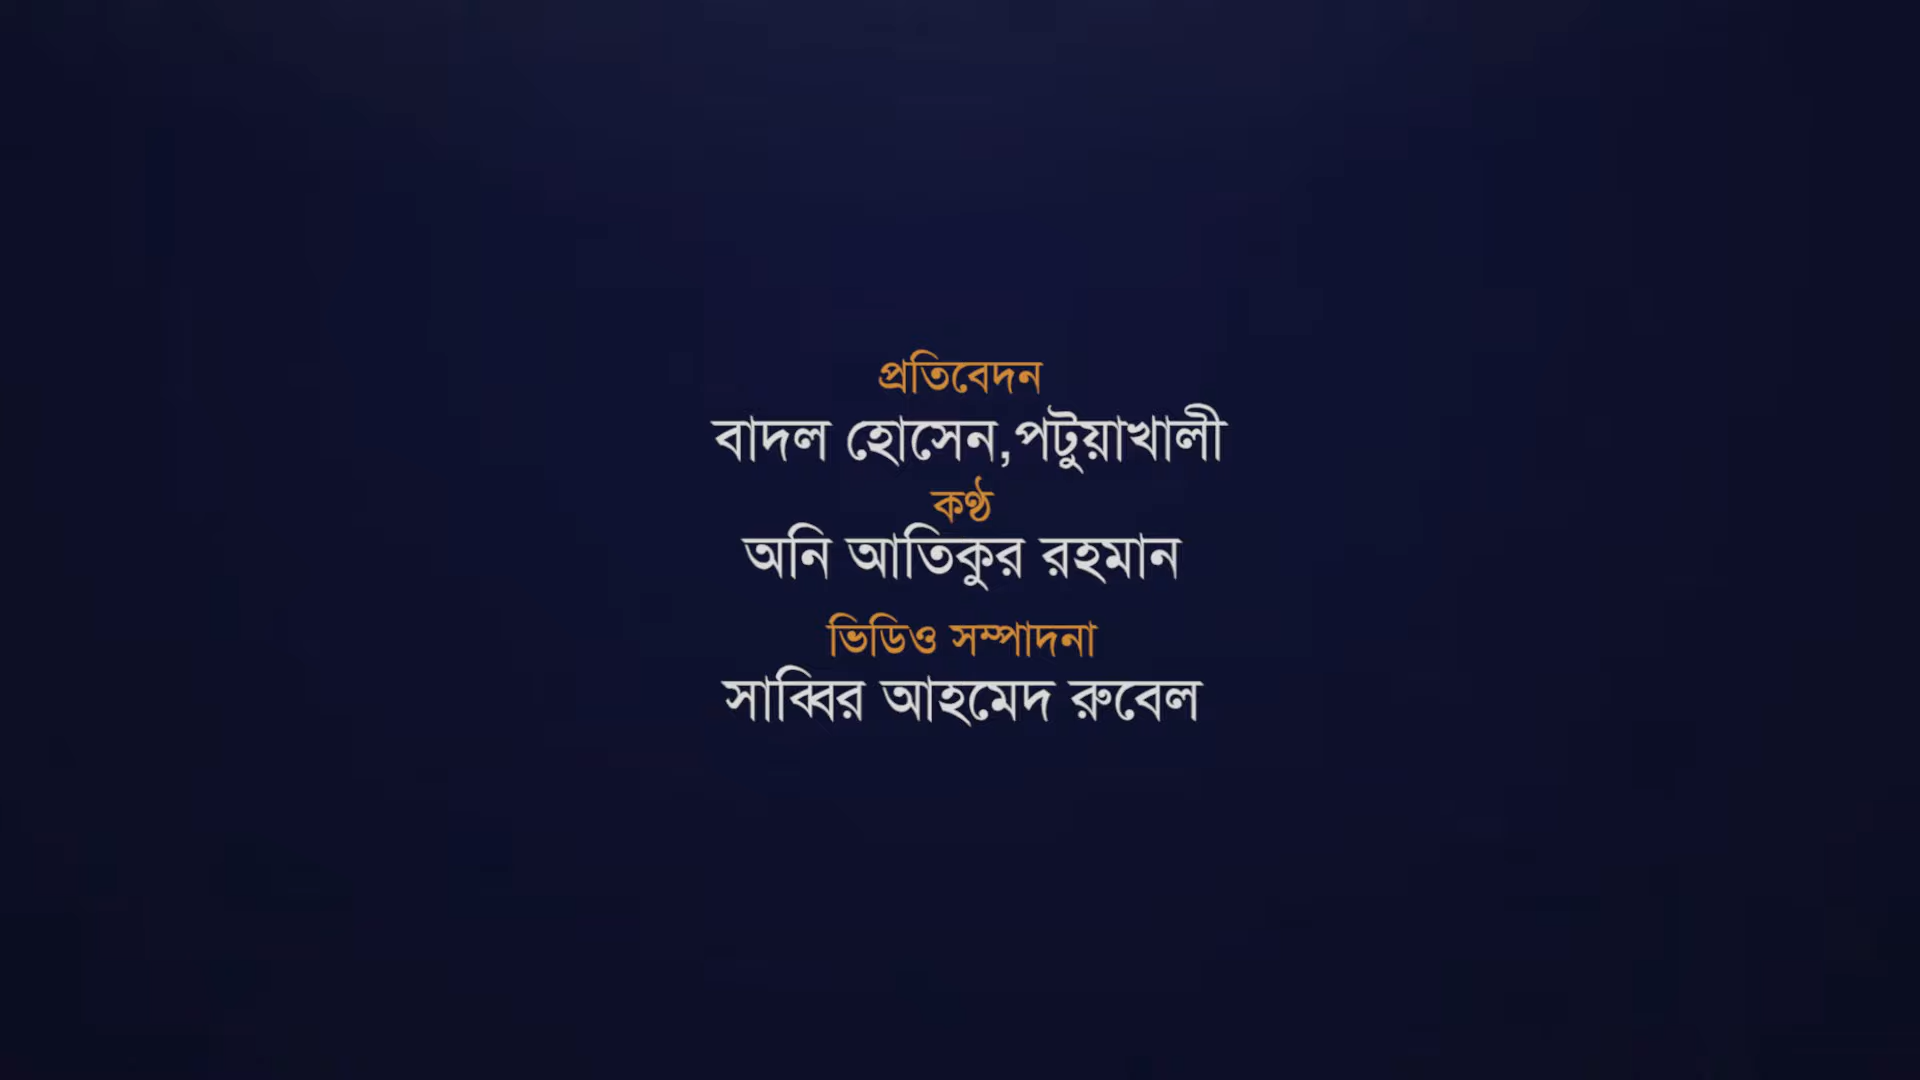 প্রতিবেদন
বাদল হোসেন,পটুয়াখালী
কণ্ঠ
অনি আতিকুর রহমান
ভিডিও সম্পাদনা
সাব্বির আহমেদ রুবেল